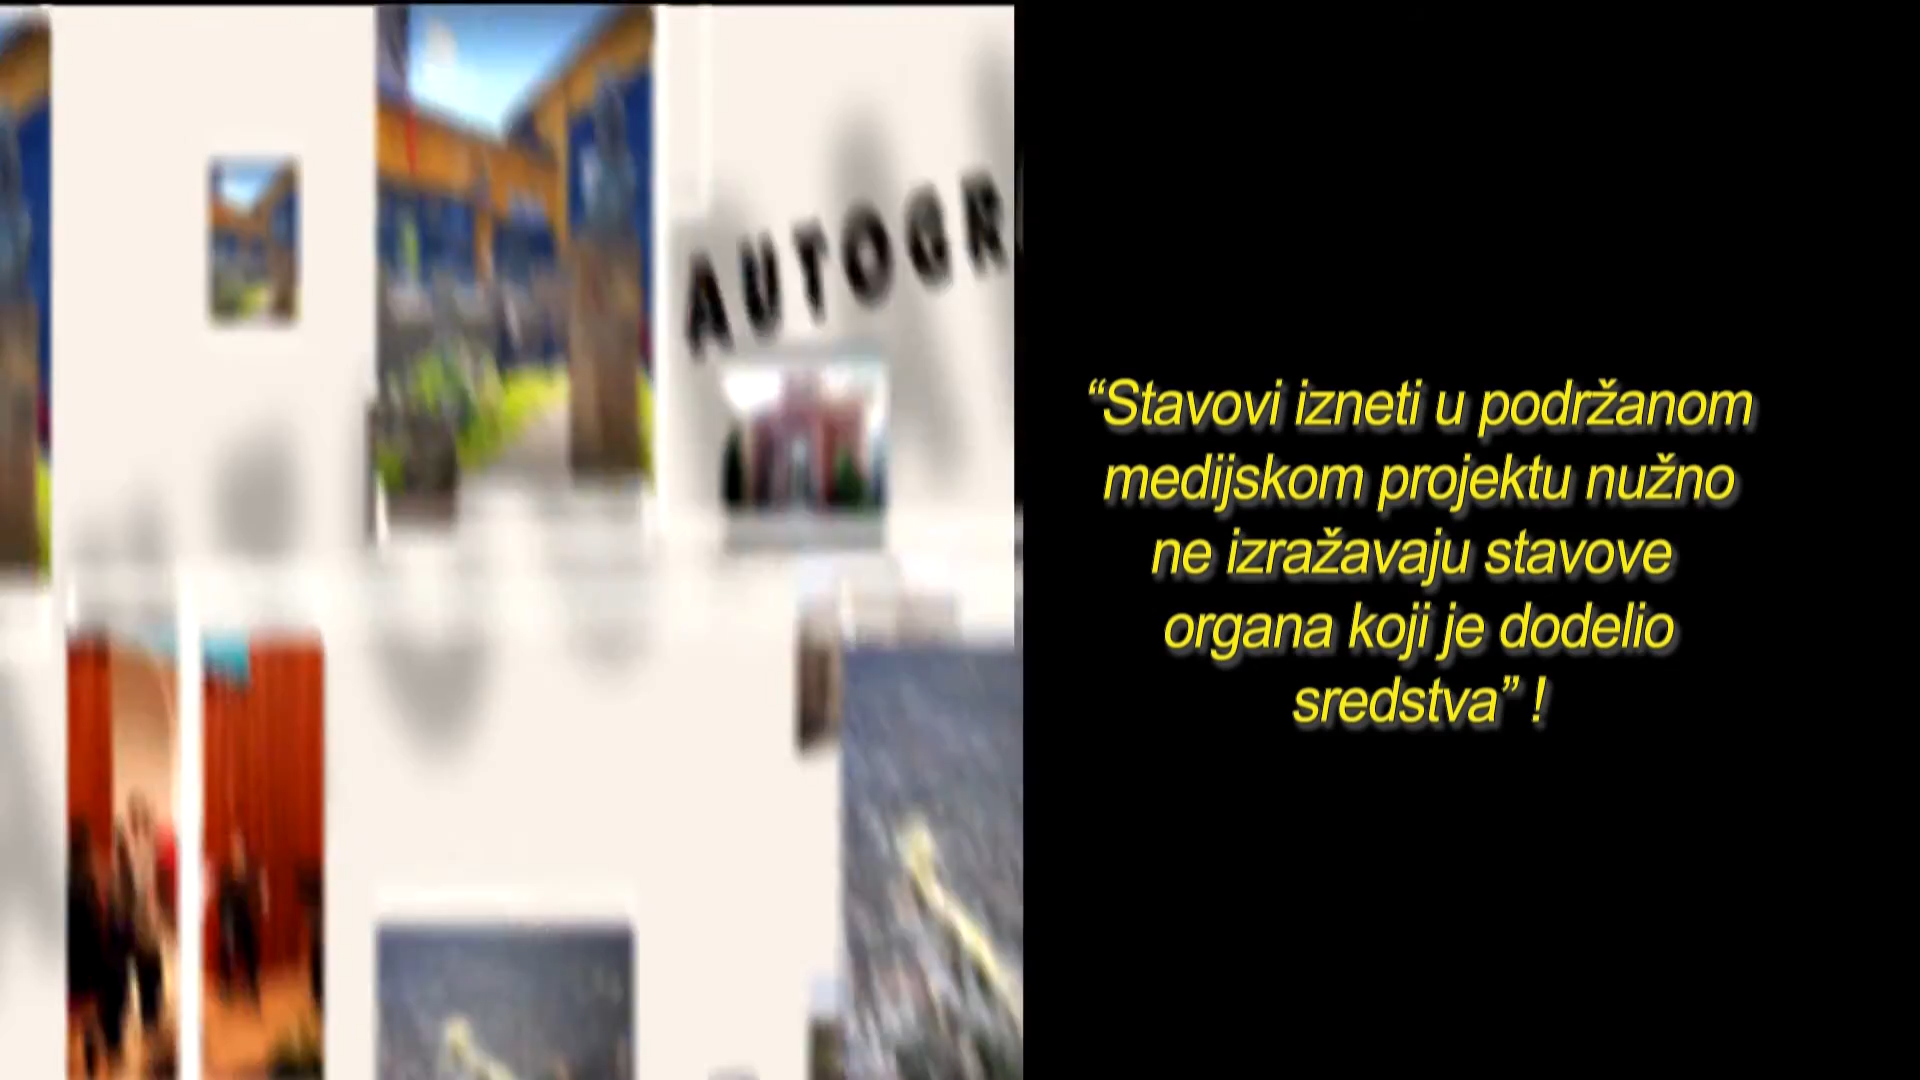 AUTOGR
“Stavovi izneti u podržanom
medijskom projektu nužno
ne izražavaju stavove
organa koji je dodelio
sredstva” !